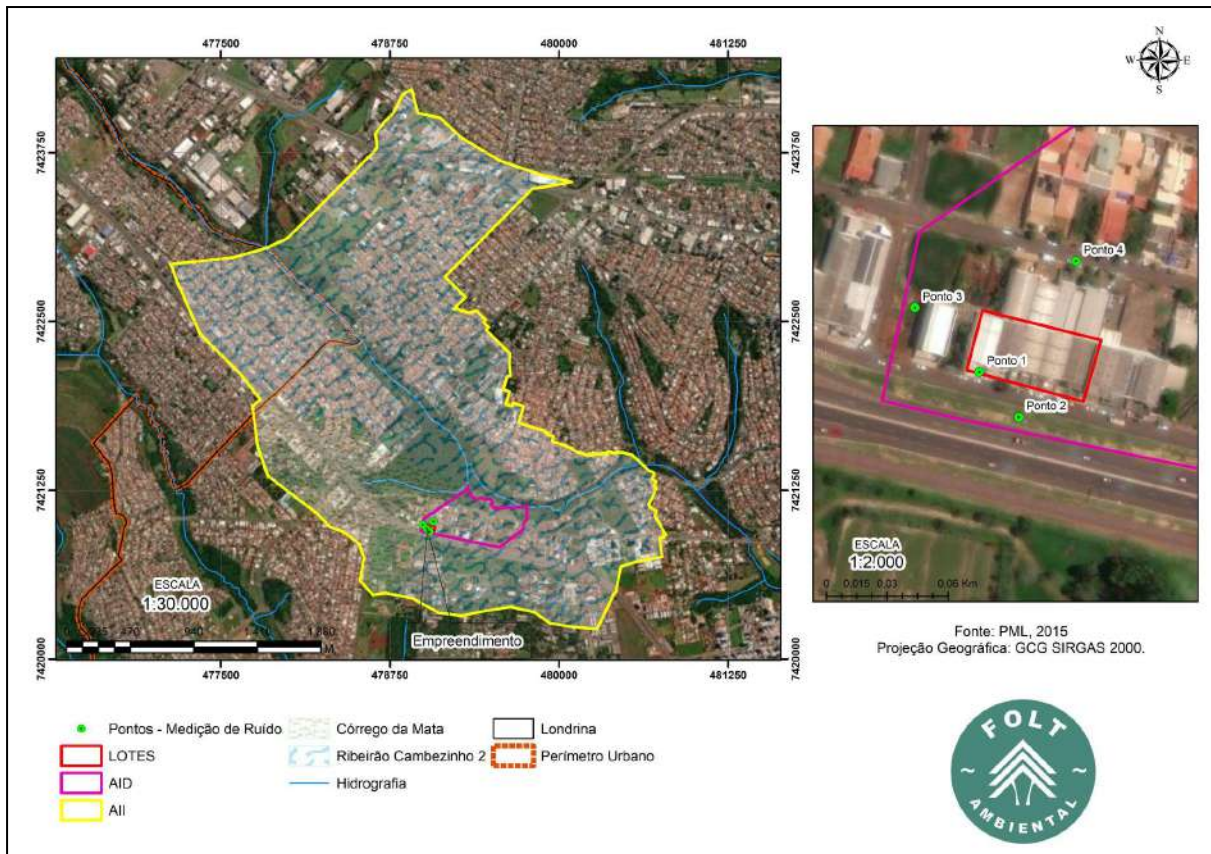 477500 478750 480000 481250
N
W E
S
7423750 7423750
7422500 7422500
7421250 7421250
7420000 7420000
ESCALA
1:30.000
M
Empreendimento
477500 478750 480000 481250
Ponto 4
Ponto 3
Ponto 1
Ponto 2
ESCALA
1:2.000
0 0,015 0,03 0,06 Km
Fonte: PML, 2015
Projeção Geográfica: GCG SIRGAS 2000.
Pontos - Medição de Ruído
LOTES
AID
AII
Córrego da Mata
Ribeirão Cambezinho 2
Hidrografia
Londrina
Perímetro Urbano
FOLT
AMBIENTAL